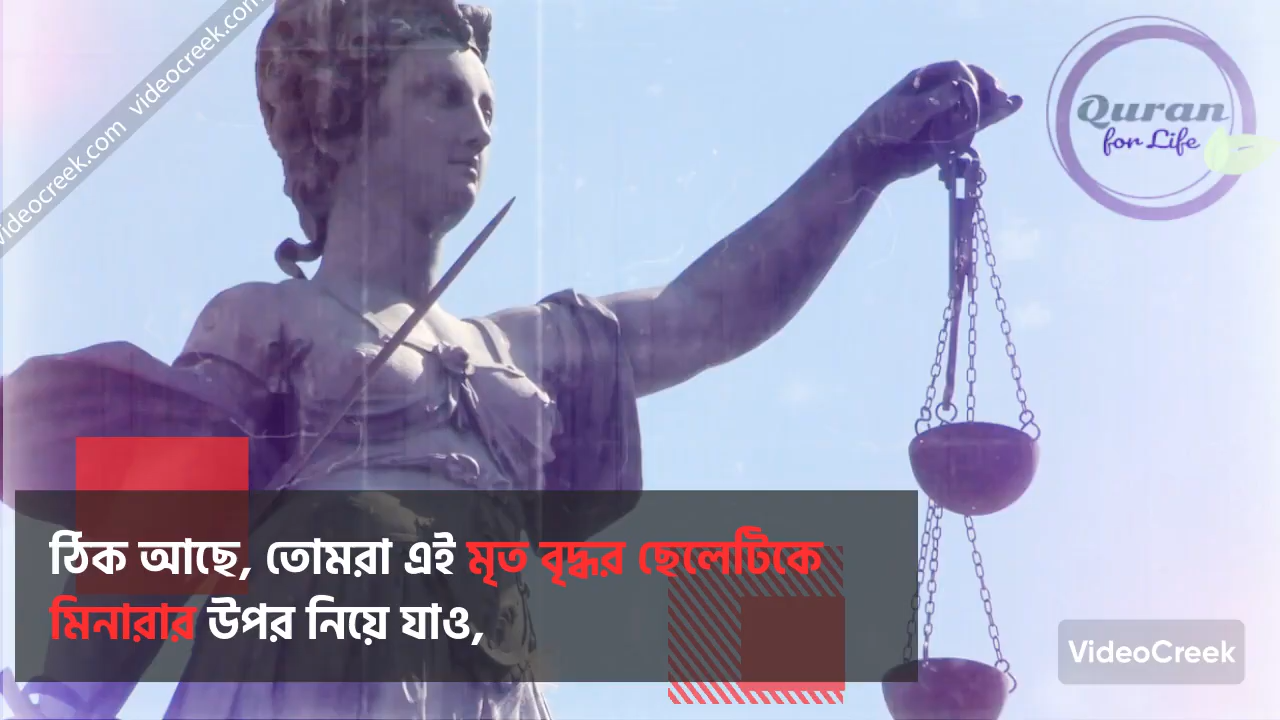 videocreek.com videocreek.com
Quran
for Life
ঠিক আছে, তোমরা এই মৃত বৃদ্ধর ছেলেটিকে
মিনারার উপর নিয়ে যাও,
VideoCreek